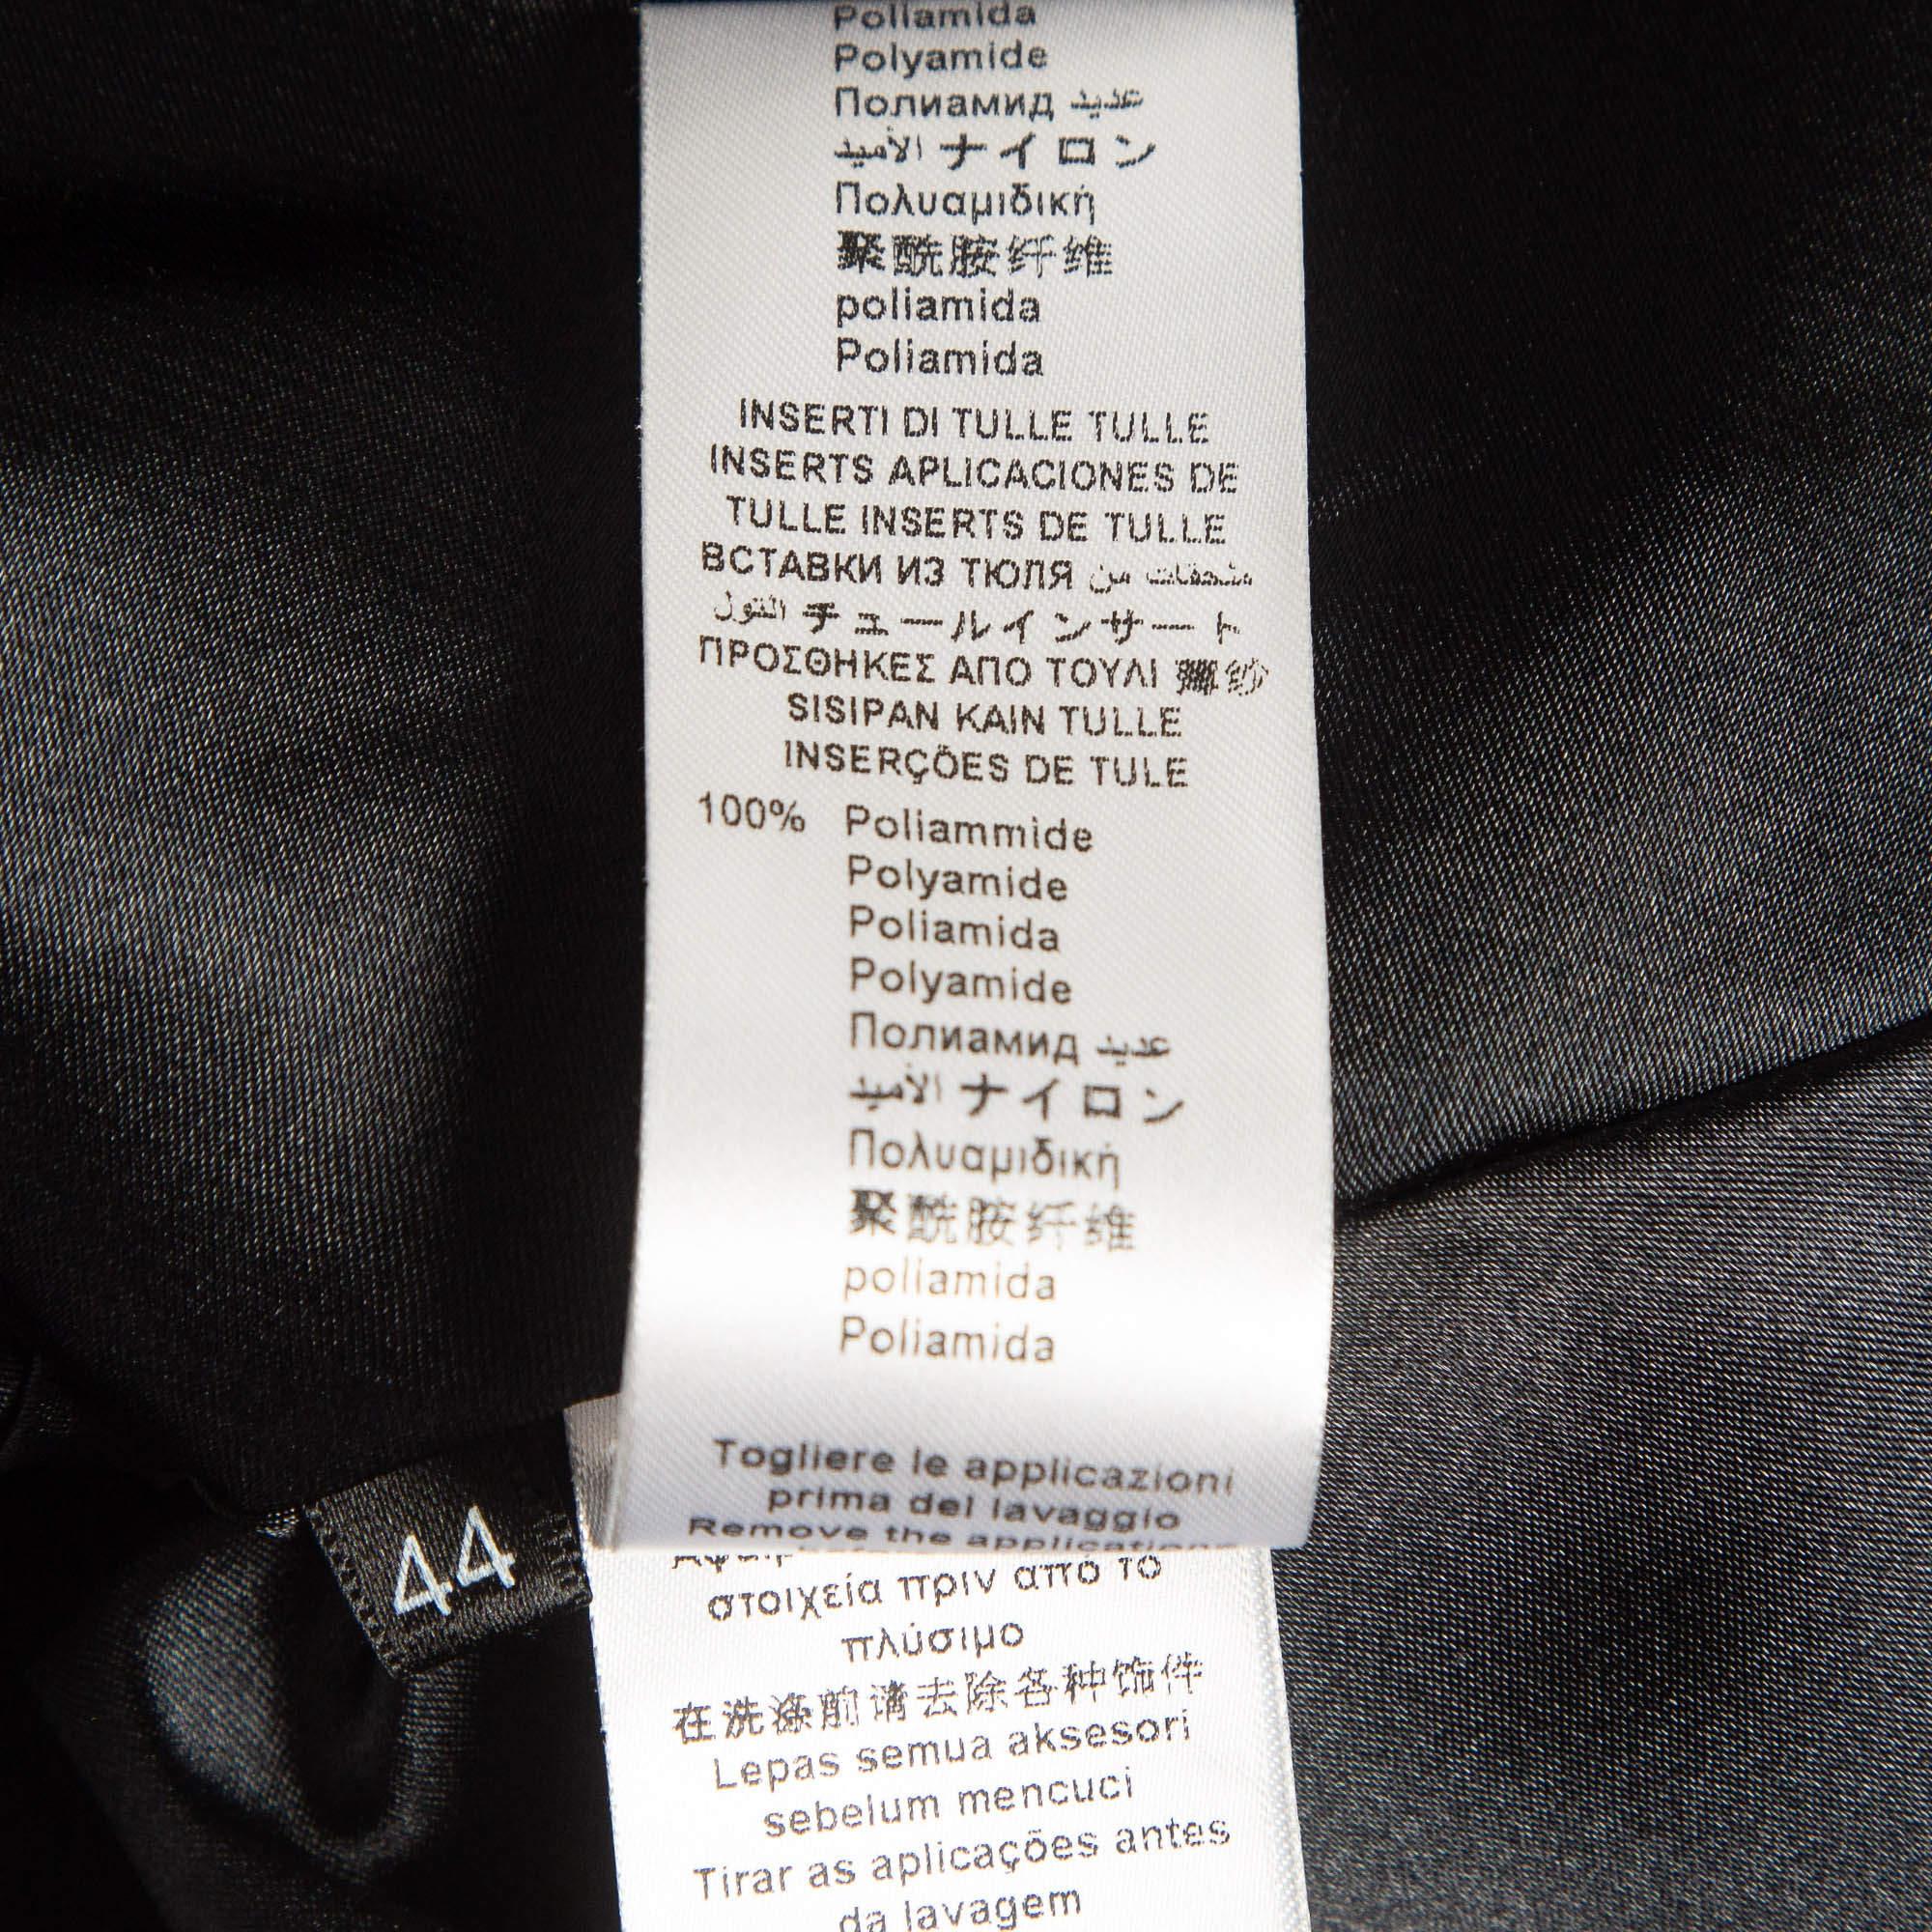 Poliamida
Polyamide
Полиамид عديد
الأميد ナイロン
Πολυαμιδική
聚酰胺纤维
poliamida
Poliamida
INSERTI DI TULLE TULLE
INSERTS APLICACIONES DE
TULLE INSERTS DE TULLE
ВСТАВКИ ИЗ ТЮЛЯ ملحقات من
التول チュールインサート
ΠΡΟΣΘΗΚΕΣ ΑΠΟ ΤΟΥΛΙ 纱
SISIPAN KAIN TULLE
INSERÇÕES DE TULE
100% Poliammide
Polyamide
Poliamida
Polyamide
Полиамид عديد
الأميد ナイロン
Πολυαμιδική
聚酰胺纤维
poliamida
Poliamida
Togliere le applicazioni
prima del lavaggio
Remove the applications
στοιχεία πριν από το
πλύσιμο
在洗涤前请去除各种饰件
Lepas semua aksesori
sebelum mencuci
Tirar as aplicações antes
da lavagem
44